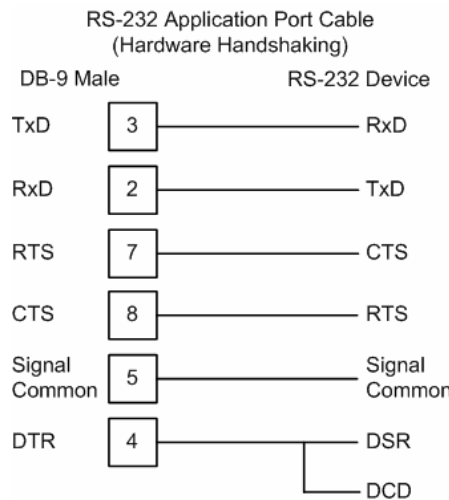 RS-232 Application Port Cable
(Hardware Handshaking)
DB-9 Male RS-232 Device
TxD 3 RxD
RxD 2 TxD
RTS 7 CTS
CTS 8 RTS
Signal Common 5 Signal Common
DTR 4 DSR
DCD